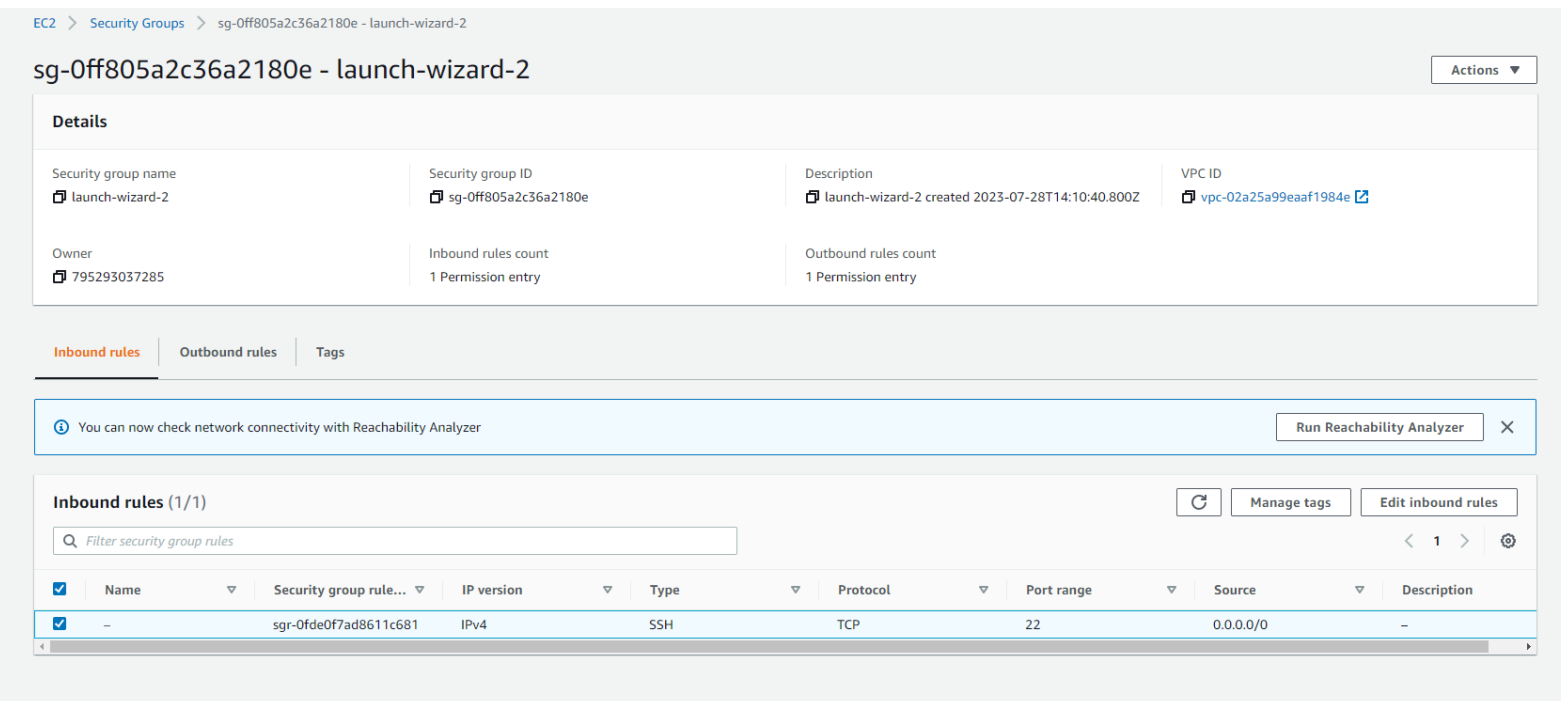 EC2 > Security Groups > sg-0ff805a2c36a2180e - launch-wizard-2
sg-0ff805a2c36a2180e - launch-wizard-2
Actions
Details
Security group name Security group ID Description VPC ID
launch-wizard-2 sg-0ff805a2c36a2180e launch-wizard-2 created 2023-07-28T14:10:40.800Z vpc-02a25a99eaaf1984e
Owner Inbound rules count Outbound rules count
795293037285 1 Permission entry 1 Permission entry
Inbound rules Outbound rules Tags
You can now check network connectivity with Reachability Analyzer Run Reachability Analyzer
Inbound rules (1/1) Manage tags Edit inbound rules
Filter security group rules < 1 >
Name Security group rule... IP version Type Protocol Port range Source Description
– sgr-0fde0f7ad8611c681 IPv4 SSH TCP 22 0.0.0.0/0 –